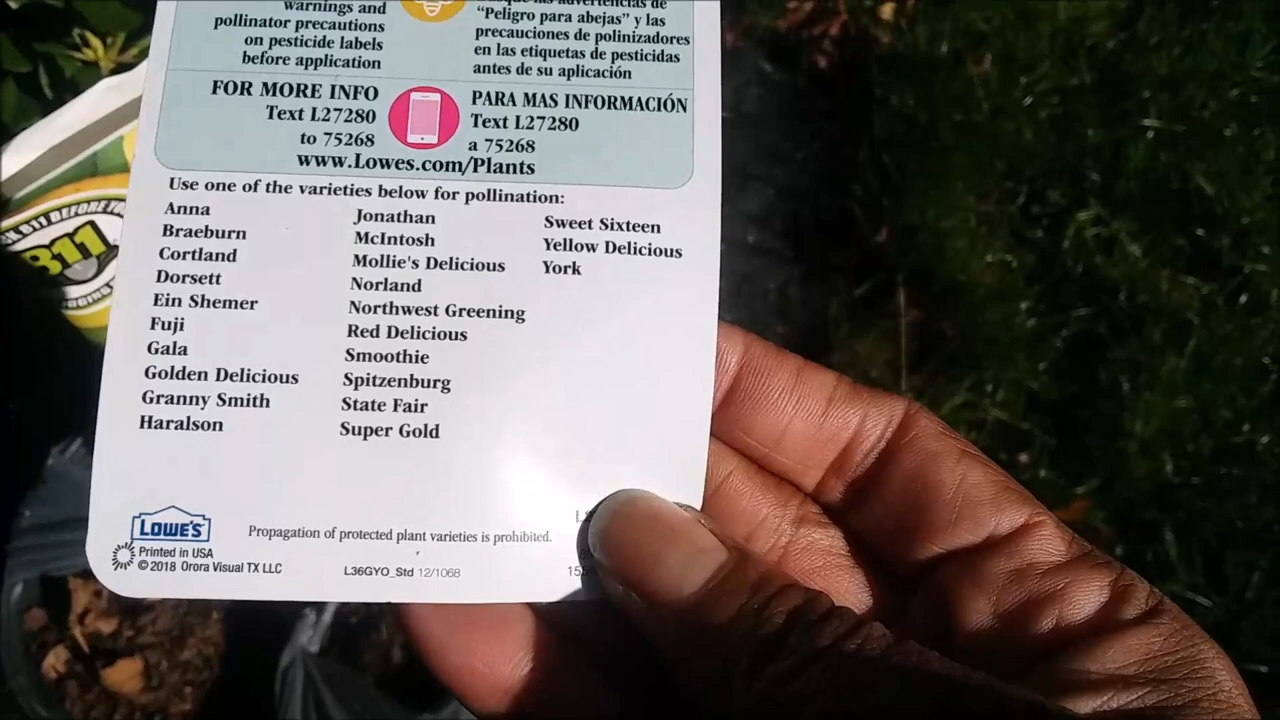 warnings and
pollinator precautions
on pesticide labels
before application
advertencias de
“Peligro para abejas” y las
precauciones de polinizadores
en las etiquetas de pesticidas
antes de su aplicación
FOR MORE INFO
Text L27280
to 75268
PARA MAS INFORMACIÓN
Text L27280
a 75268
www.Lowes.com/Plants
Use one of the varieties below for pollination:
Anna
Braeburn
Cortland
Dorsett
Ein Shemer
Fuji
Gala
Golden Delicious
Granny Smith
Haralson
Jonathan
McIntosh
Mollie's Delicious
Norland
Northwest Greening
Red Delicious
Smoothie
Spitzenburg
State Fair
Super Gold
Sweet Sixteen
Yellow Delicious
York
LOWE'S
Propagation of protected plant varieties is prohibited.
Printed in USA
© 2018 Orora Visual TX LLC
L36GYO_Std 12/1068
811 BEFORE
811